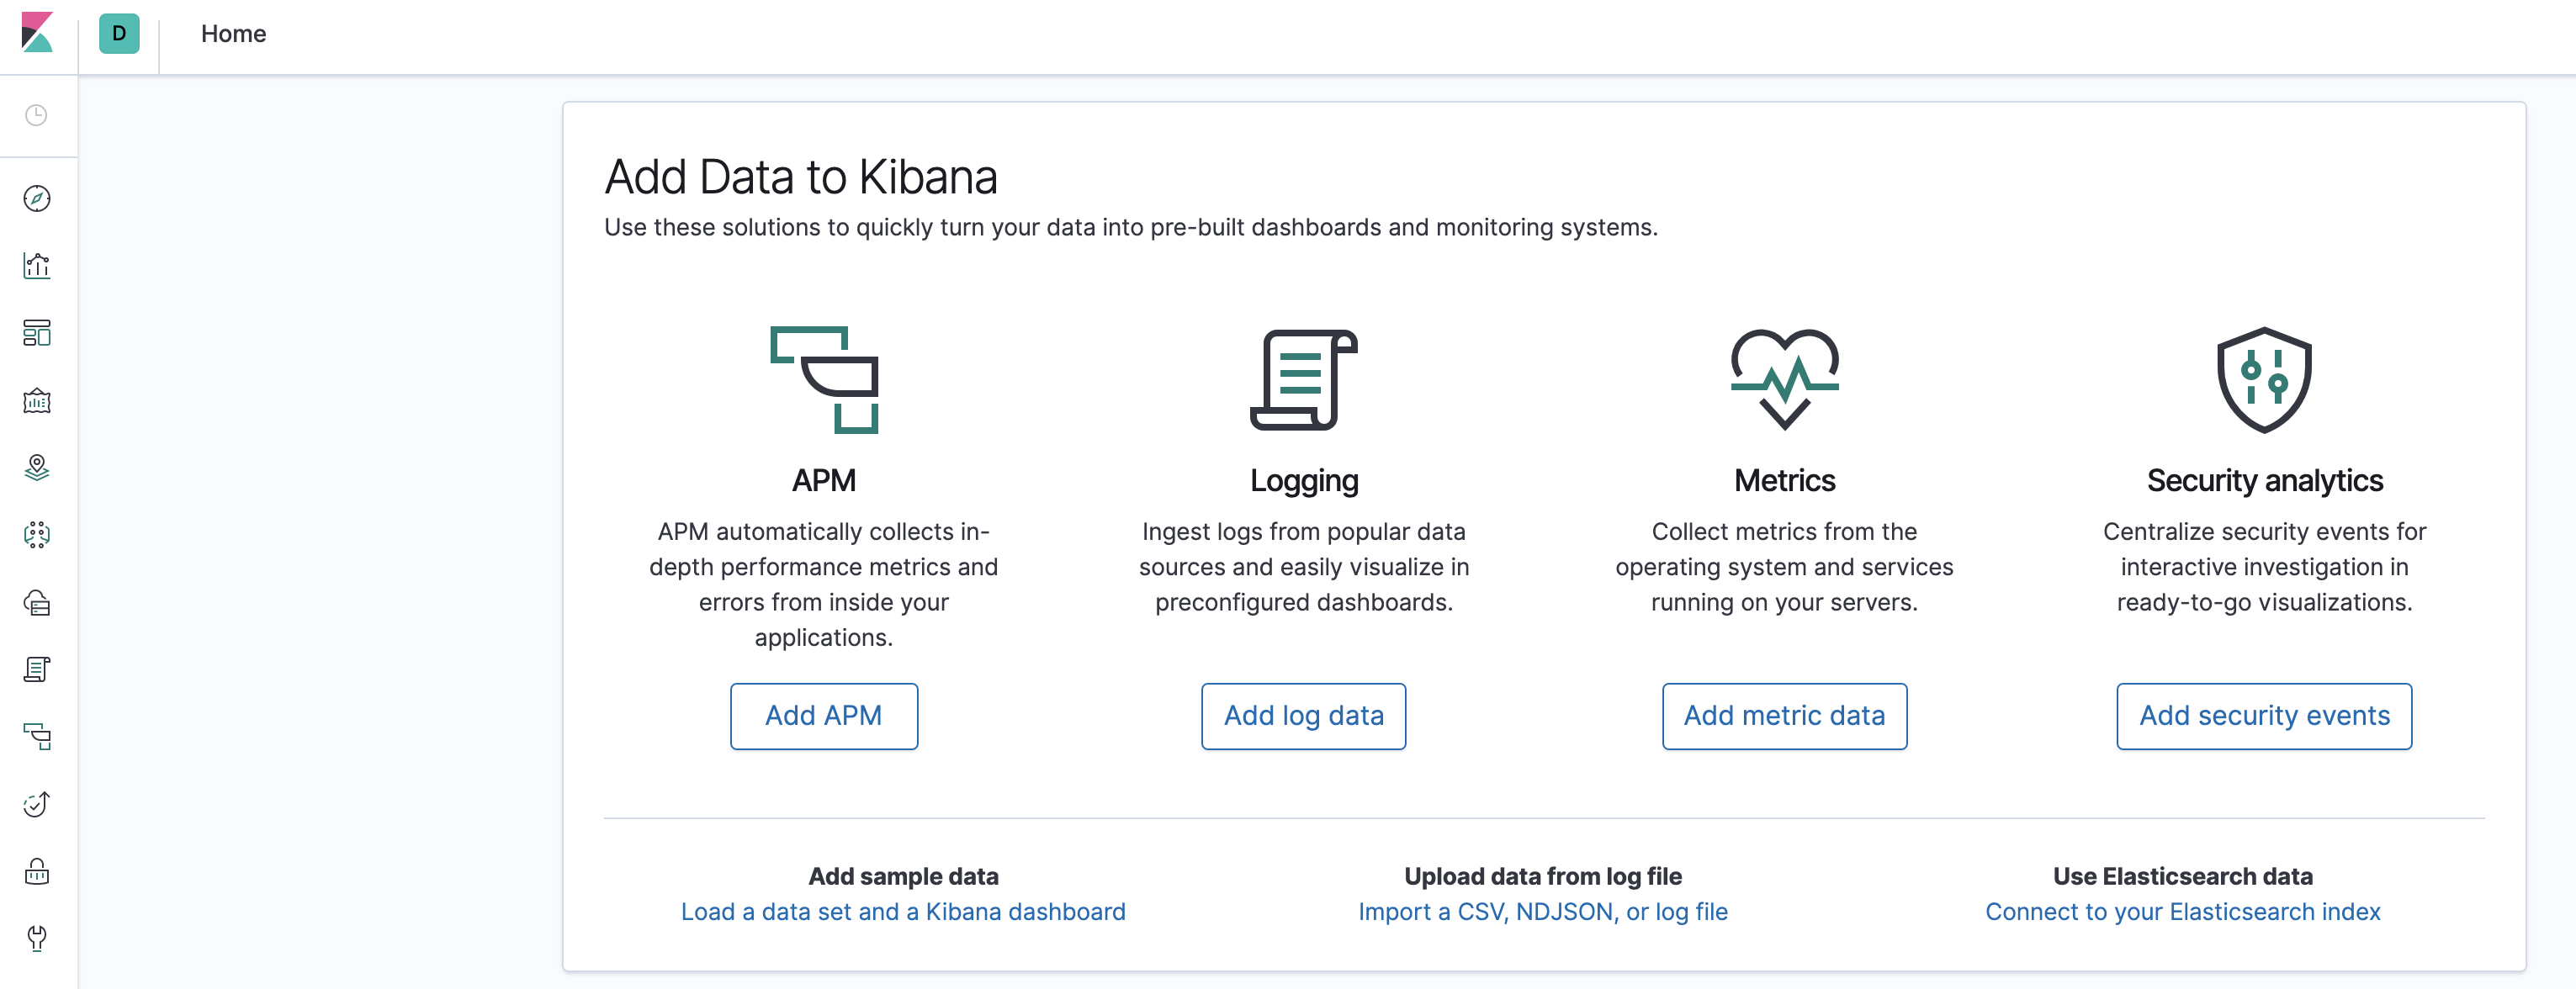 D
Home
Add Data to Kibana
Use these solutions to quickly turn your data into pre-built dashboards and monitoring systems.
APM
APM automatically collects in-
depth performance metrics and
errors from inside your
applications.
Add APM
Logging
Ingest logs from popular data
sources and easily visualize in
preconfigured dashboards.
Add log data
Metrics
Collect metrics from the
operating system and services
running on your servers.
Add metric data
Security analytics
Centralize security events for
interactive investigation in
ready-to-go visualizations.
Add security events
Add sample data
Load a data set and a Kibana dashboard
Upload data from log file
Import a CSV, NDJSON, or log file
Use Elasticsearch data
Connect to your Elasticsearch index